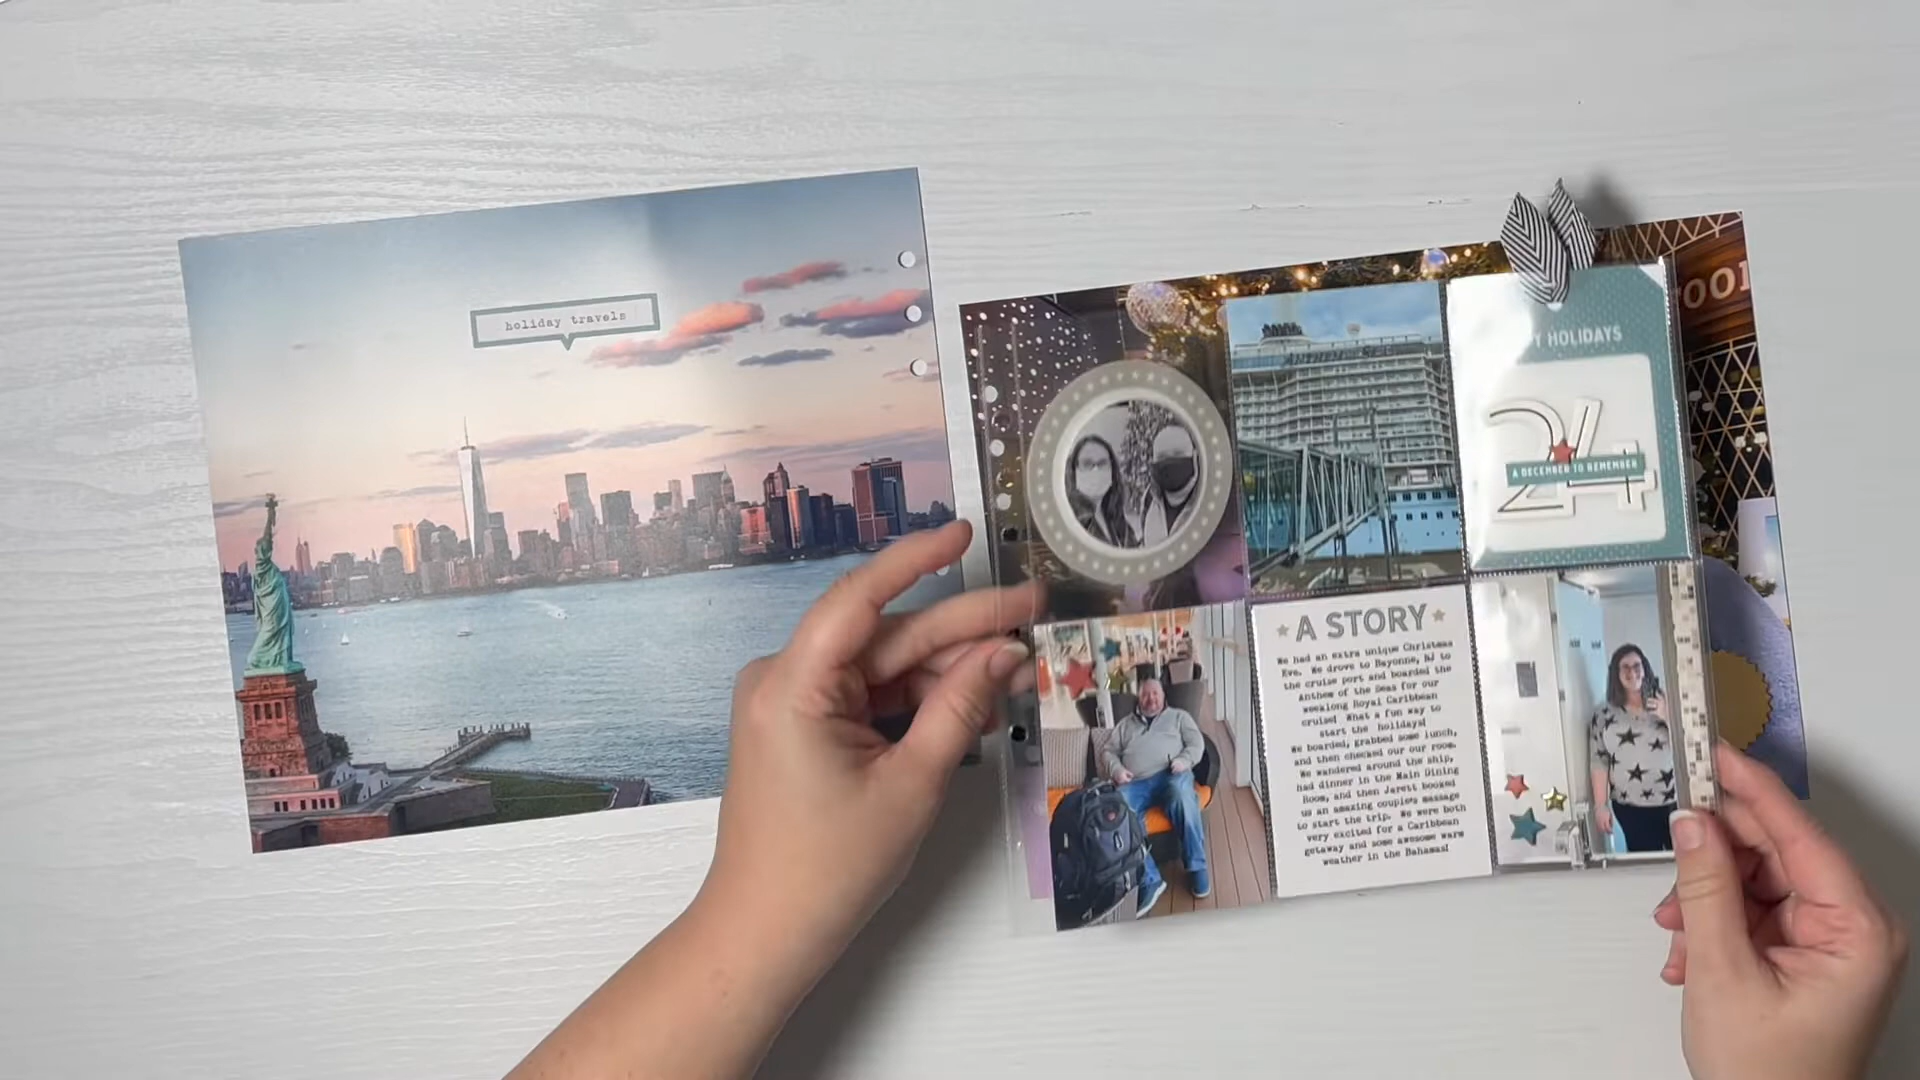 holiday travels
Y HOLIDAYS
24
A DECEMBER TO REMEMBER
A STORY
We had an extra unique Christmas
Eve. We drove to Bayonne, NJ to
the cruise port and boarded the
Anthem of the Seas for our
weeklong Royal Caribbean
cruise! What a fun way to
start the holidays!
We boarded, grabbed some lunch,
and then checked our our room.
We wandered around the ship,
had dinner in the Main Dining
Room, and then Jarett booked
us an amazing couples massage
to start the trip. We were both
very excited for a Caribbean
getaway and some awesome warm
weather in the Bahamas!